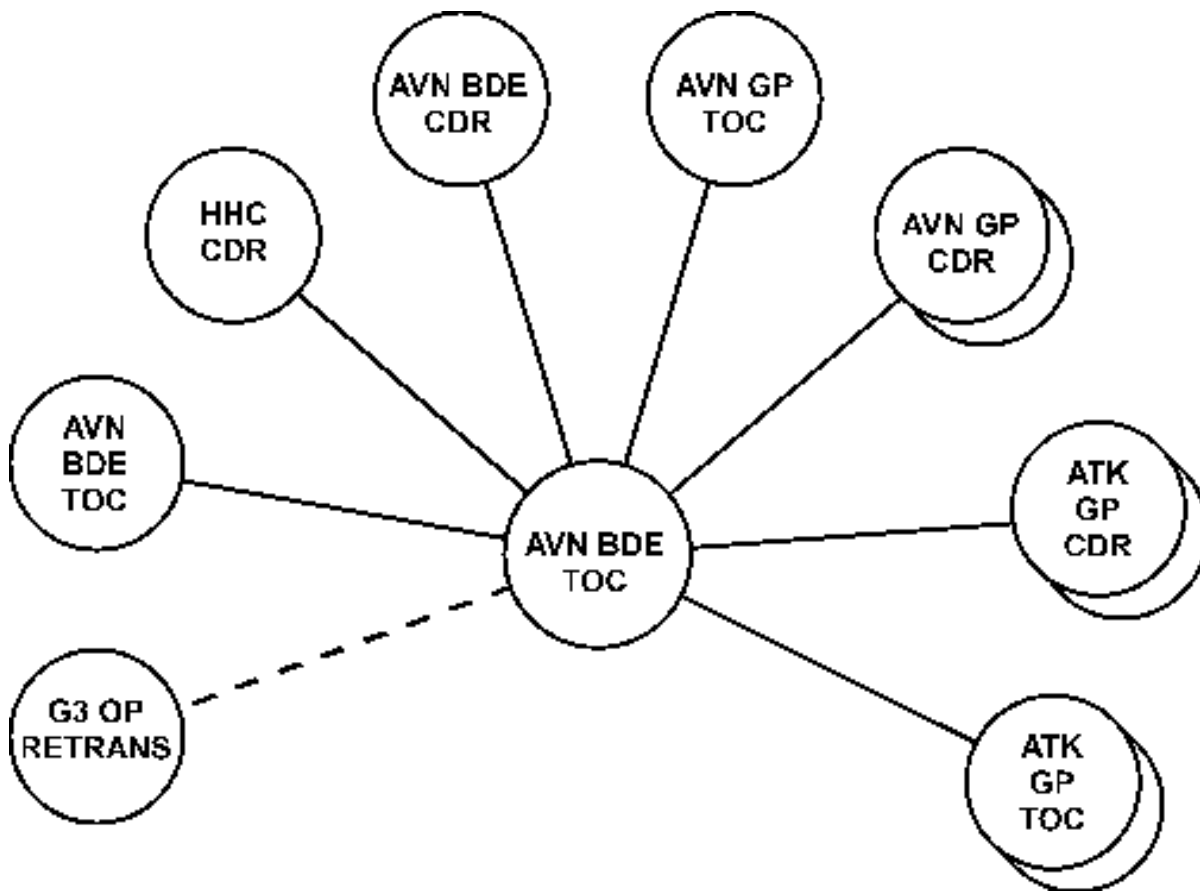 AVN BDE
CDR
AVN GP
TOC
HHC
CDR
AVN GP
CDR
AVN
BDE
TOC
ATK
GP
CDR
AVN BDE
TOC
G3 OP
RETRANS
ATK
GP
TOC